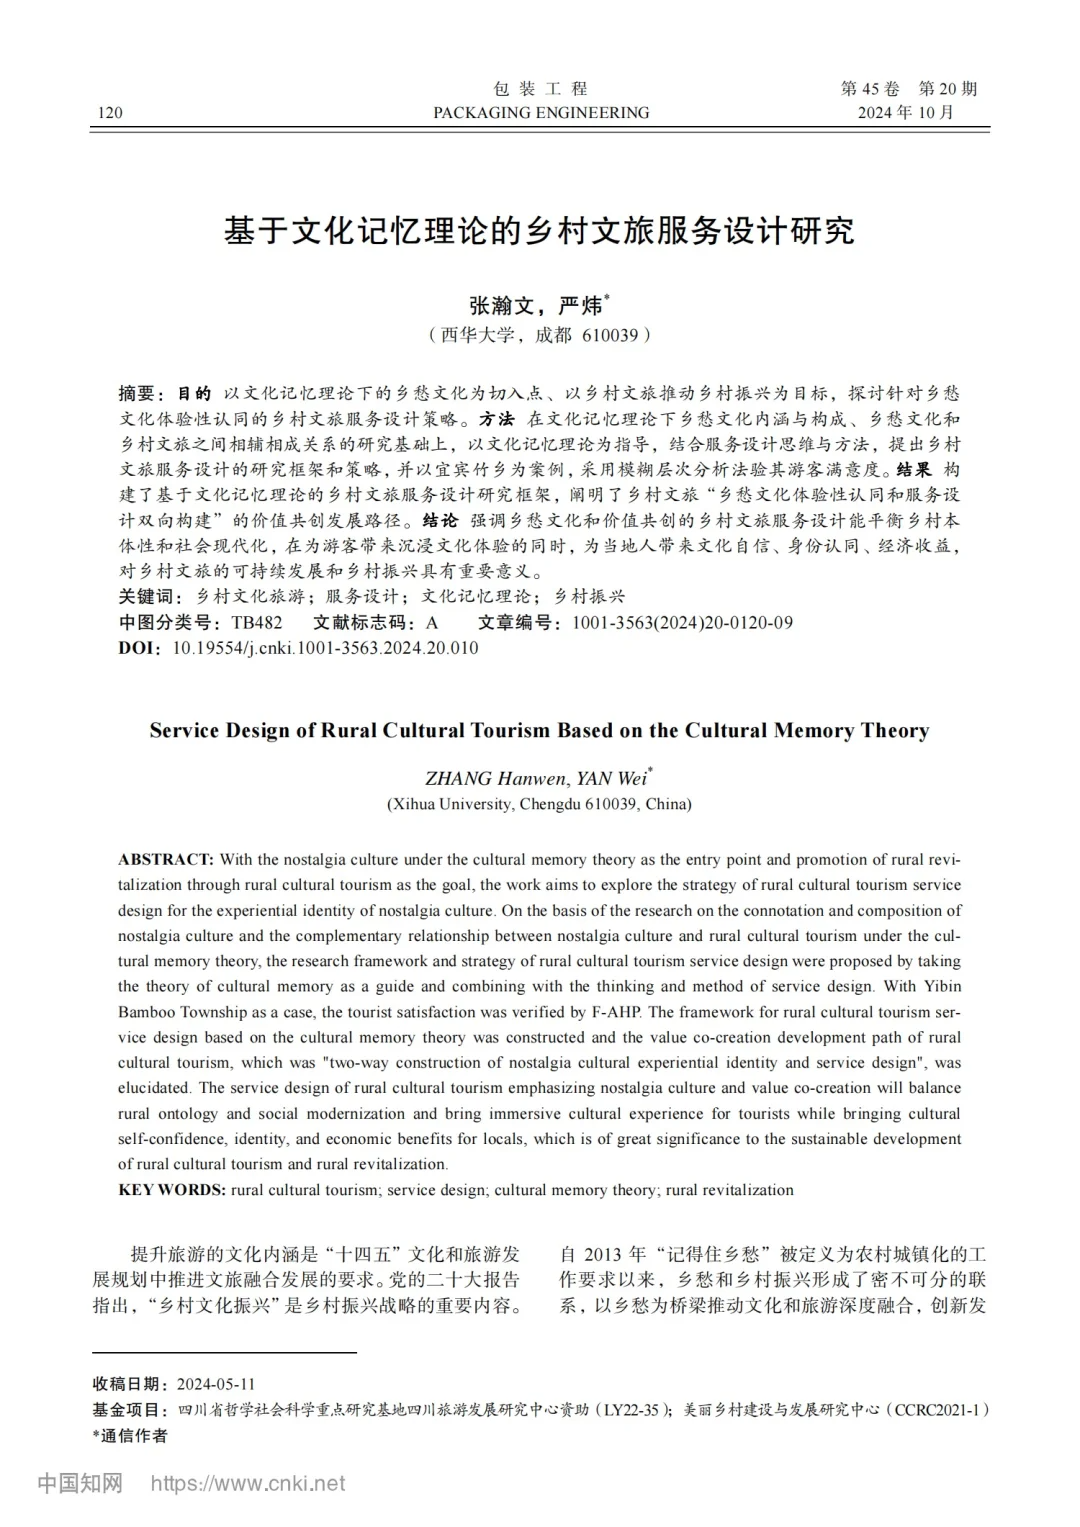 包装工程
第45卷 第20期
120
PACKAGING ENGINEERING
2024年10月
基于文化记忆理论的乡村文旅服务设计研究
张瀚文，严炜*
（西华大学，成都 610039）
摘要：目的 以文化记忆理论下的乡愁文化为切入点、以乡村文旅推动乡村振兴为目标，探讨针对乡愁
文化体验性认同的乡村文旅服务设计策略。方法 在文化记忆理论下乡愁文化内涵与构成、乡愁文化和
乡村文旅之间相辅相成关系的研究基础上，以文化记忆理论为指导，结合服务设计思维与方法，提出乡村
文旅服务设计的研究框架和策略，并以宜宾竹乡为案例，采用模糊层次分析法验其游客满意度。结果 构
建了基于文化记忆理论的乡村文旅服务设计研究框架，阐明了乡村文旅“乡愁文化体验性认同和服务设
计双向构建”的价值共创发展路径。结论 强调乡愁文化和价值共创的乡村文旅服务设计能平衡乡村本
体性和社会现代化，在为游客带来沉浸文化体验的同时，为当地人带来文化自信、身份认同、经济收益，
对乡村文旅的可持续发展和乡村振兴具有重要意义。
关键词：乡村文化旅游；服务设计；文化记忆理论；乡村振兴
中图分类号：TB482 文献标志码：A 文章编号：1001-3563(2024)20-0120-09
DOI：10.19554/j.cnki.1001-3563.2024.20.010
Service Design of Rural Cultural Tourism Based on the Cultural Memory Theory
ZHANG Hanwen, YAN Wei*
(Xihua University, Chengdu 610039, China)
ABSTRACT: With the nostalgia culture under the cultural memory theory as the entry point and promotion of rural revi-
talization through rural cultural tourism as the goal, the work aims to explore the strategy of rural cultural tourism service
design for the experiential identity of nostalgia culture. On the basis of the research on the connotation and composition of
nostalgia culture and the complementary relationship between nostalgia culture and rural cultural tourism under the cul-
tural memory theory, the research framework and strategy of rural cultural tourism service design were proposed by taking
the theory of cultural memory as a guide and combining with the thinking and method of service design. With Yibin
Bamboo Township as a case, the tourist satisfaction was verified by F-AHP. The framework for rural cultural tourism ser-
vice design based on the cultural memory theory was constructed and the value co-creation development path of rural
cultural tourism, which was "two-way construction of nostalgia cultural experiential identity and service design", was
elucidated. The service design of rural cultural tourism emphasizing nostalgia culture and value co-creation will balance
rural ontology and social modernization and bring immersive cultural experience for tourists while bringing cultural
self-confidence, identity, and economic benefits for locals, which is of great significance to the sustainable development
of rural cultural tourism and rural revitalization.
KEY WORDS: rural cultural tourism; service design; cultural memory theory; rural revitalization
提升旅游的文化内涵是“十四五”文化和旅游发
展规划中推进文旅融合发展的要求。党的二十大报告
指出，“乡村文化振兴”是乡村振兴战略的重要内容。
自 2013 年“记得住乡愁”被定义为农村城镇化的工
作要求以来，乡愁和乡村振兴形成了密不可分的联
系，以乡愁为桥梁推动文化和旅游深度融合，创新发
收稿日期：2024-05-11
基金项目：四川省哲学社会科学重点研究基地四川旅游发展研究中心资助（LY22-35）；美丽乡村建设与发展研究中心（CCRC2021-1）
*通信作者
中国知网 https://www.cnki.net